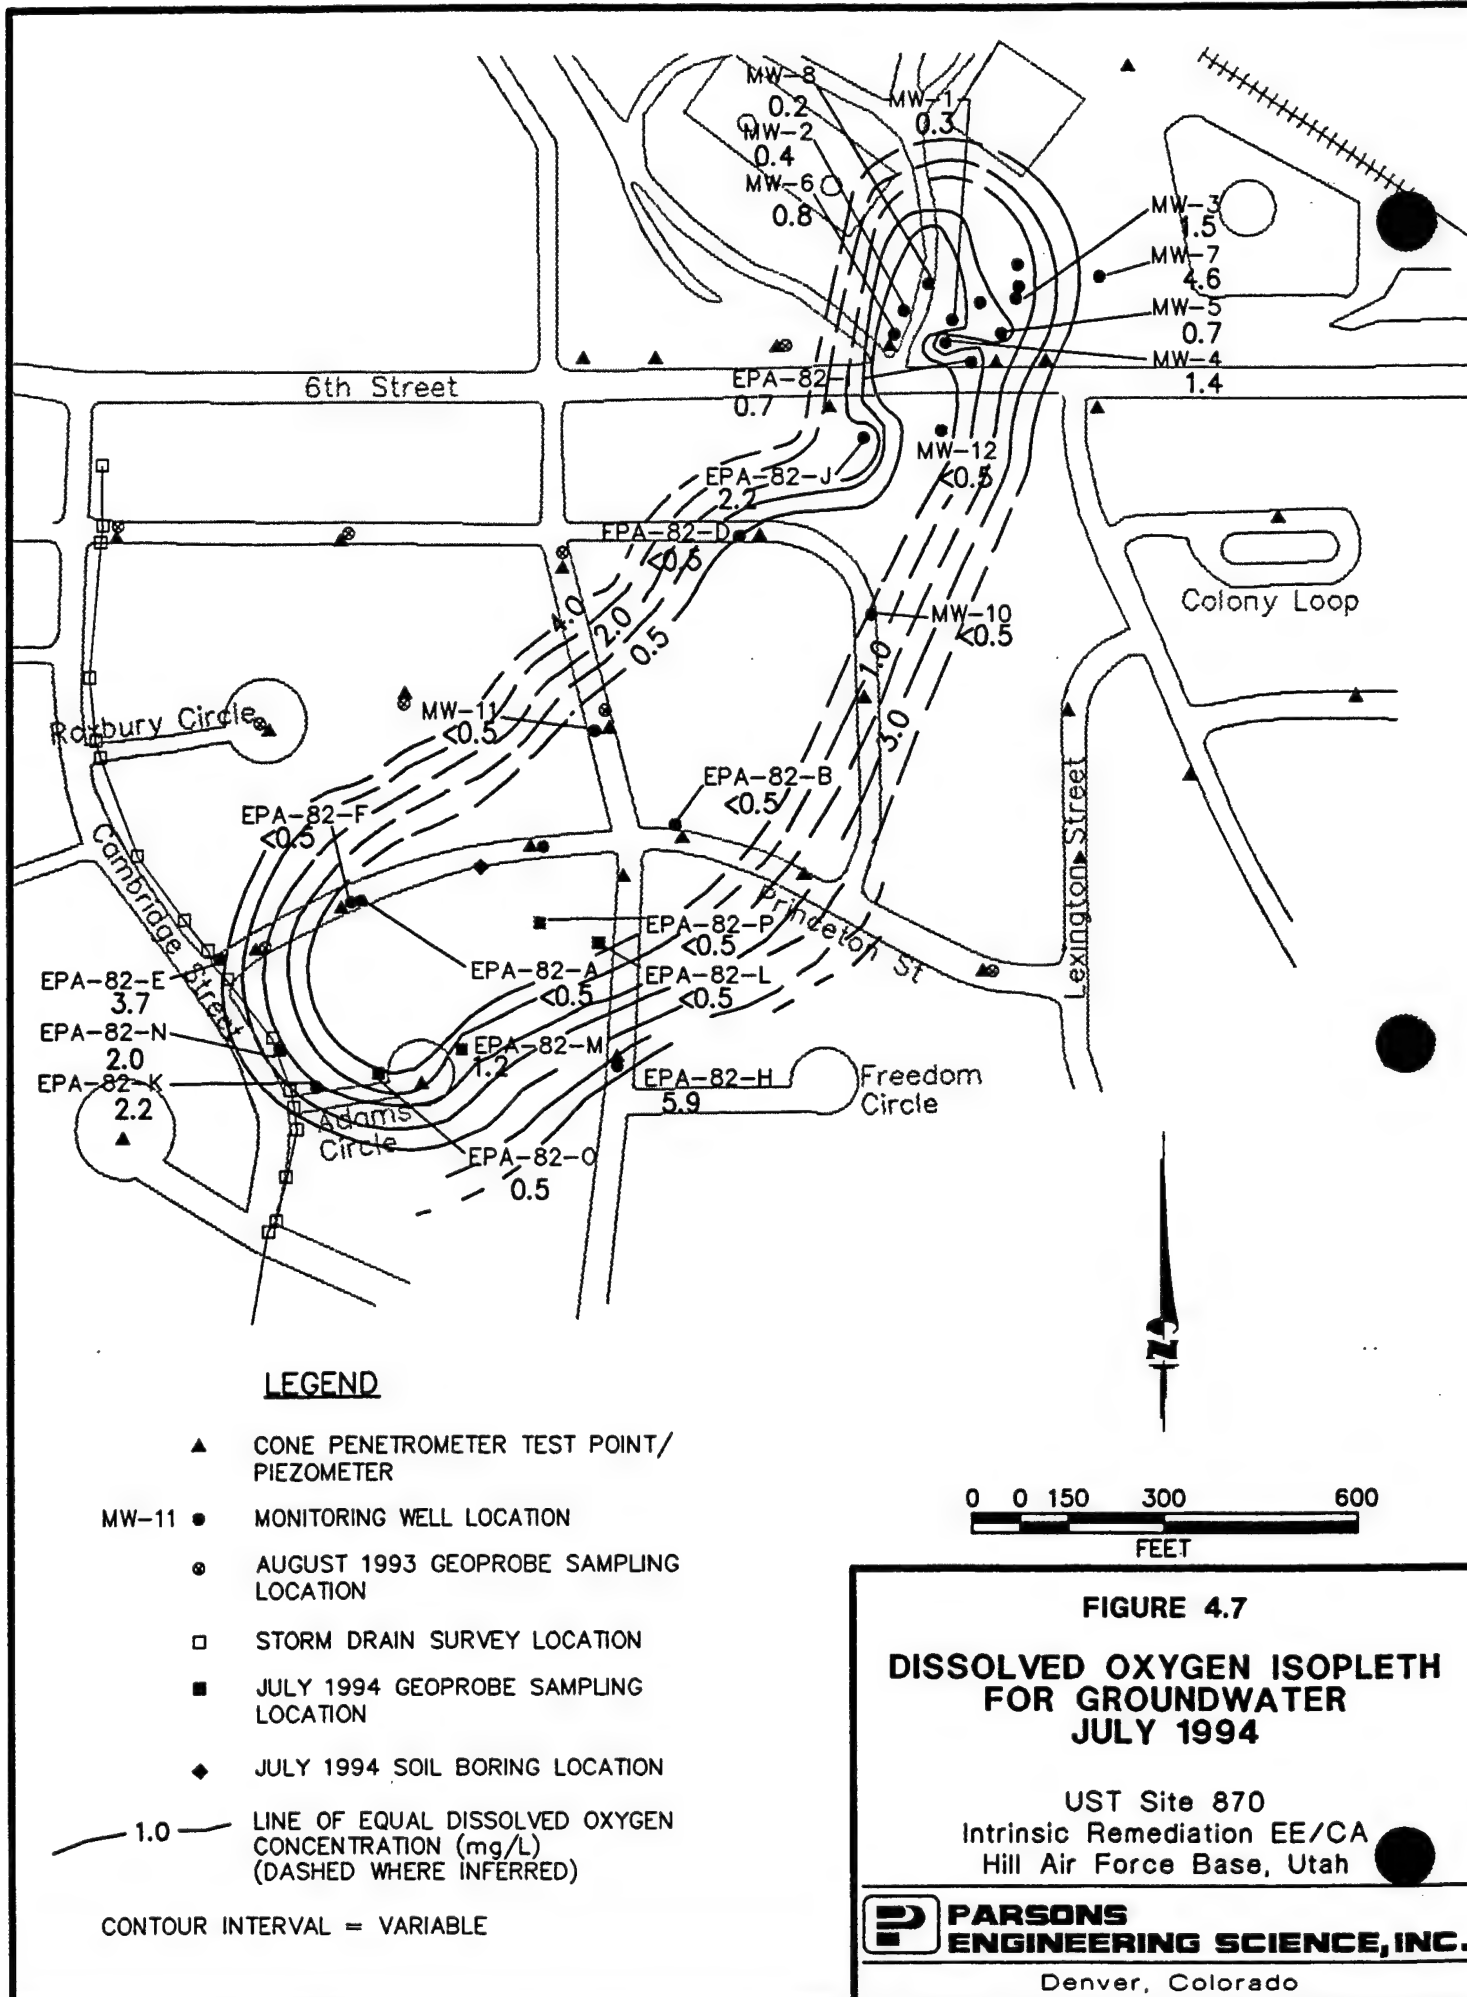 MW-8
0.2
MW-1
0.3
MW-2
0.4
MW-6
0.8
MW-3
1.5
MW-7
4.6
MW-5
0.7
MW-4
1.4
6th Street
EPA-82-I
0.7
MW-12
<0.5
EPA-82-J
2.2
EPA-82-D
<0.5
4.0
2.0
0.5
MW-10
<0.5
1.0
3.0
Colony Loop
Roxbury Circle
MW-11
<0.5
EPA-82-B
<0.5
EPA-82-F
<0.5
Cambridge Street
Lexington Street
Princeton St
EPA-82-P
<0.5
EPA-82-A
<0.5
EPA-82-L
<0.5
EPA-82-E
3.7
EPA-82-N
2.0
EPA-82-K
2.2
EPA-82-M
1.2
EPA-82-H
5.9
Freedom
Circle
Adams
Circle
EPA-82-O
0.5
N
LEGEND
CONE PENETROMETER TEST POINT/
PIEZOMETER
MW-11 MONITORING WELL LOCATION
AUGUST 1993 GEOPROBE SAMPLING
LOCATION
STORM DRAIN SURVEY LOCATION
JULY 1994 GEOPROBE SAMPLING
LOCATION
JULY 1994 SOIL BORING LOCATION
1.0 LINE OF EQUAL DISSOLVED OXYGEN
CONCENTRATION (mg/L)
(DASHED WHERE INFERRED)
CONTOUR INTERVAL = VARIABLE
0 0 150 300 600
FEET
FIGURE 4.7
DISSOLVED OXYGEN ISOPLETH
FOR GROUNDWATER
JULY 1994
UST Site 870
Intrinsic Remediation EE/CA
Hill Air Force Base, Utah
PARSONS
ENGINEERING SCIENCE, INC.
Denver, Colorado